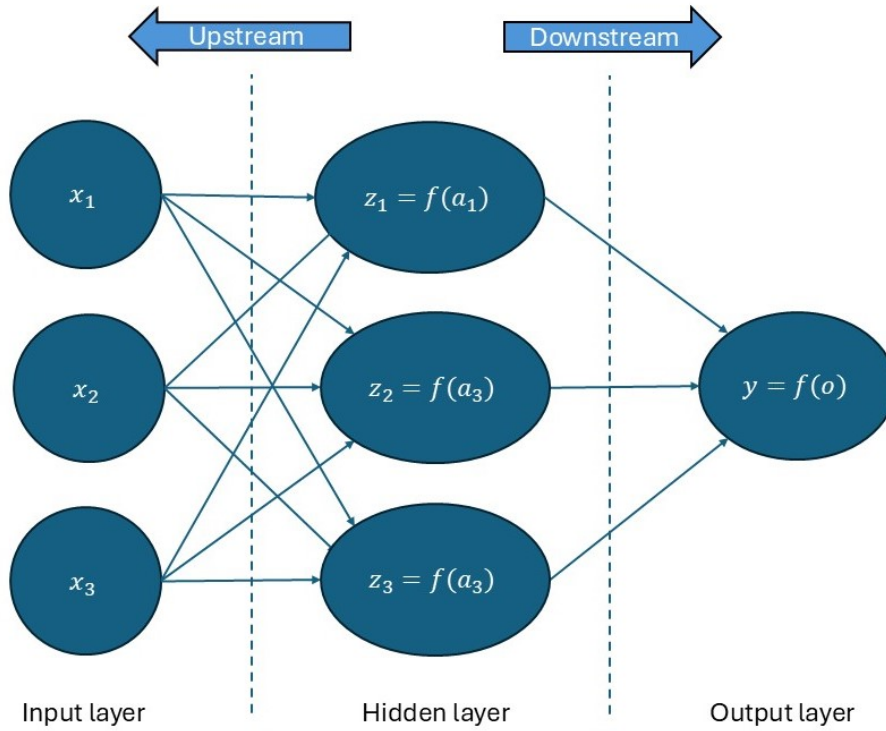 Upstream
Downstream
x₁
z₁ = f(a₁)
x₂
z₂ = f(a₃)
y = f(o)
x₃
z₃ = f(a₃)
Input layer
Hidden layer
Output layer